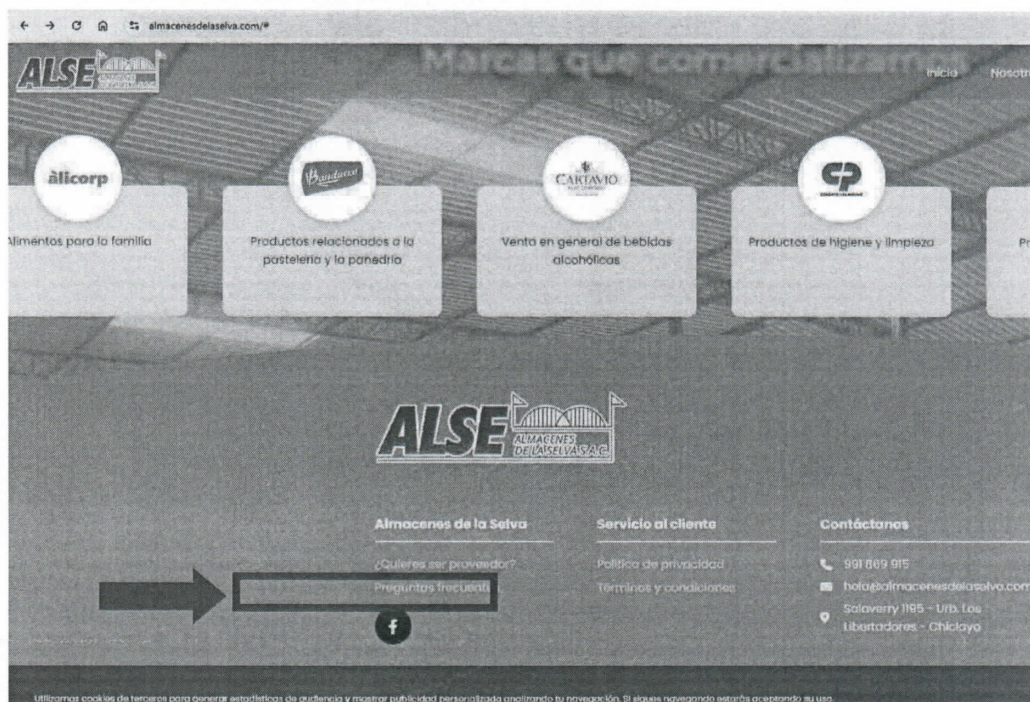 almacenesdelaselva.com/#
ALSE
Marcas que comercializamos
Inicio
àlicorp
Alimentos para la familia
Productos relacionados a la
pastelería y la panedría
CARTAVIO
Venta en general de bebidas
alcohólicas
Productos de higiene y limpieza
ALSE
ALMACENES
DE LA SELVA S.A.C.
Almacenes de la Selva
¿Quieres ser proveedor?
Preguntas frecuent
Servicio al cliente
Política de privacidad
Términos y condiciones
Contáctanos
991 869 915
hola@almacenesdelaselva.com
Salaverry 1195 - Urb. Los
Libertadores - Chiclayo
Utilizamos cookies de terceros para generar estadísticas de audiencia y mostrar publicidad personalizada analizando tu navegación. Si sigues navegando estarás aceptando su uso.